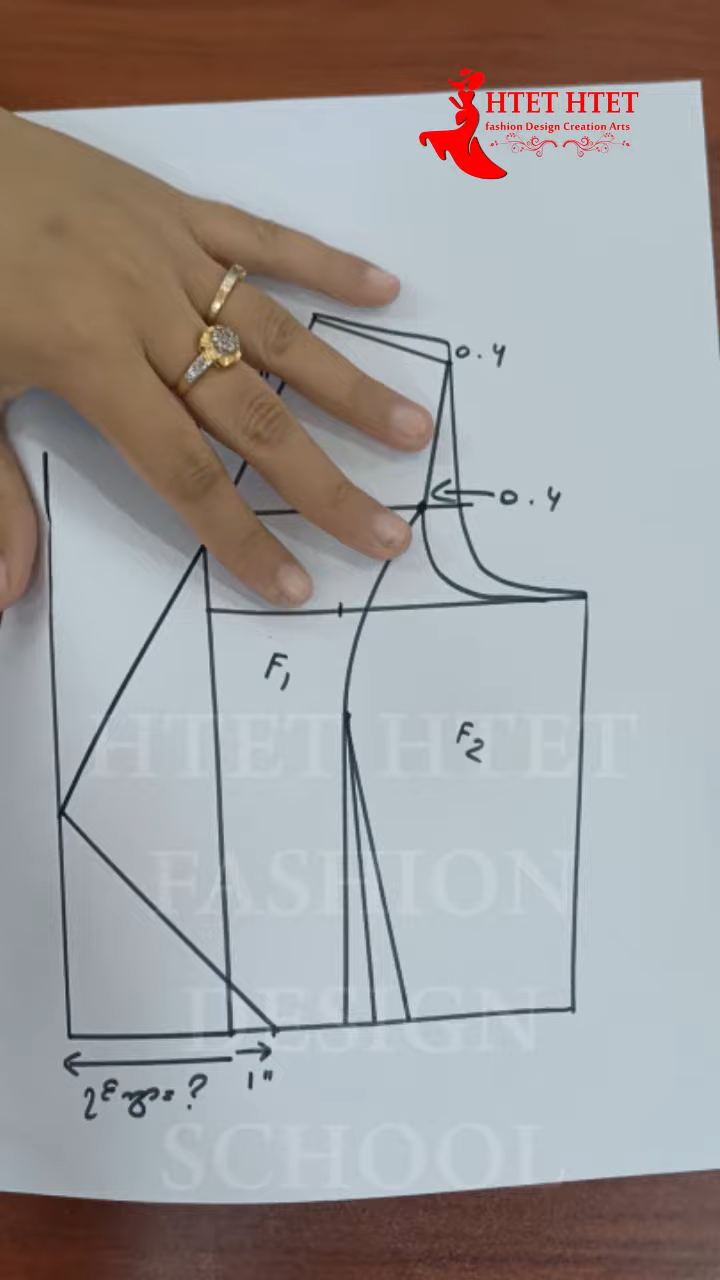 HTET HTET
fashion Design Creation Arts
0.4
0.4
F1
F2
HTET HTET
FASHION
DESIGN
SCHOOL
1"
= ?